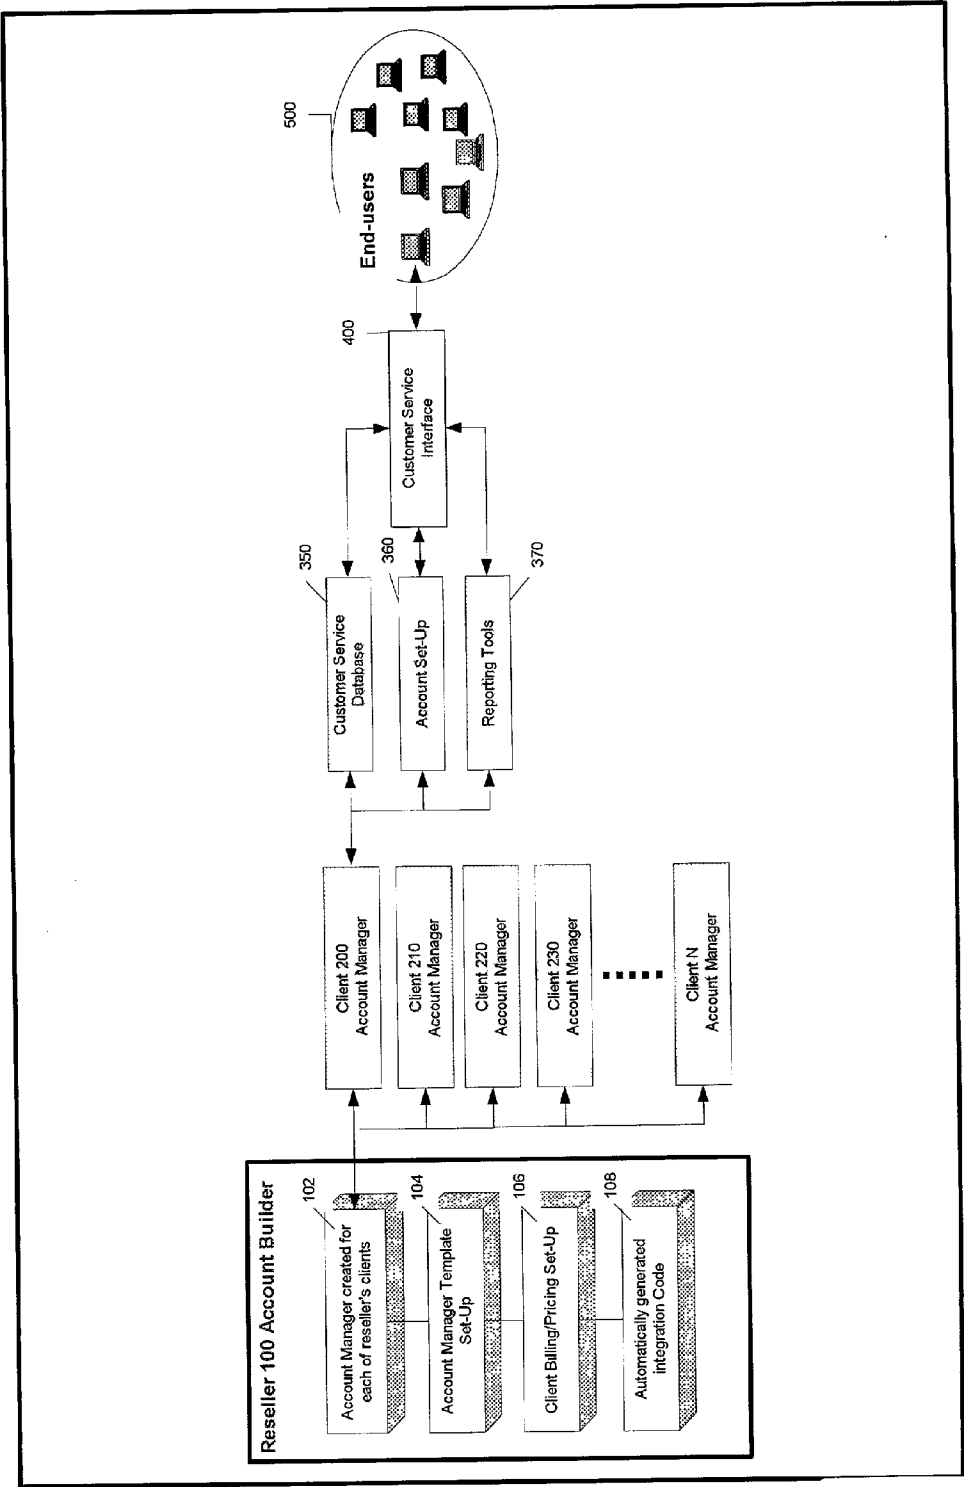 Reseller 100 Account Builder
102
Account Manager created for
each of reseller's clients
104
Account Manager Template
Set-Up
106
Client Billing/Pricing Set-Up
108
Automatically generated
integration Code
Client 200
Account Manager
Client 210
Account Manager
Client 220
Account Manager
Client 230
Account Manager
Client N
Account Manager
350
Customer Service
Database
360
Account Set-Up
370
Reporting Tools
400
Customer Service
Interface
500
End-users